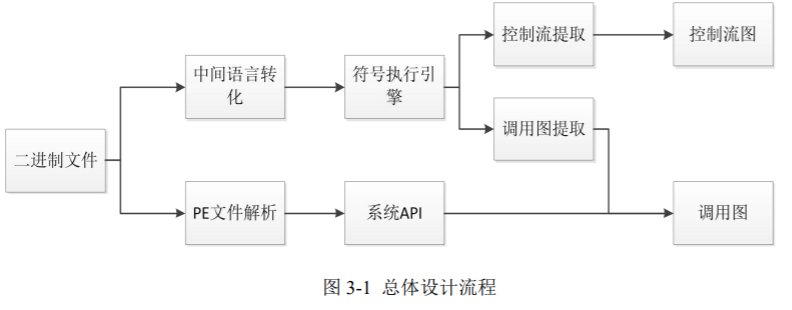 控制流提取
控制流图
中间语言转
化
符号执行引
擎
调用图提取
二进制文件
PE文件解析
系统API
调用图
图 3-1 总体设计流程